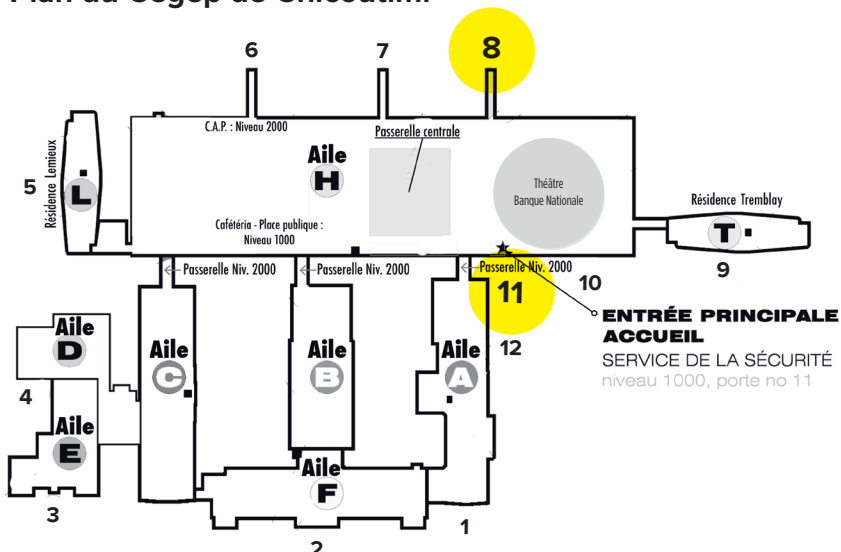 Plan du Cégep de Chicoutimi
6
7
8
C.A.P. : Niveau 2000
Passerelle centrale
Aile
H
Théâtre
Banque Nationale
5
Résidence Lemieux
L
Résidence Tremblay
T
9
Cafétéria - Place publique :
Niveau 1000
Passerelle Niv. 2000
Passerelle Niv. 2000
Passerelle Niv. 2000
10
11
12
ENTRÉE PRINCIPALE
ACCUEIL
SERVICE DE LA SÉCURITÉ
niveau 1000, porte no 11
Aile
D
4
Aile
C
Aile
B
Aile
A
Aile
E
3
Aile
F
2
1